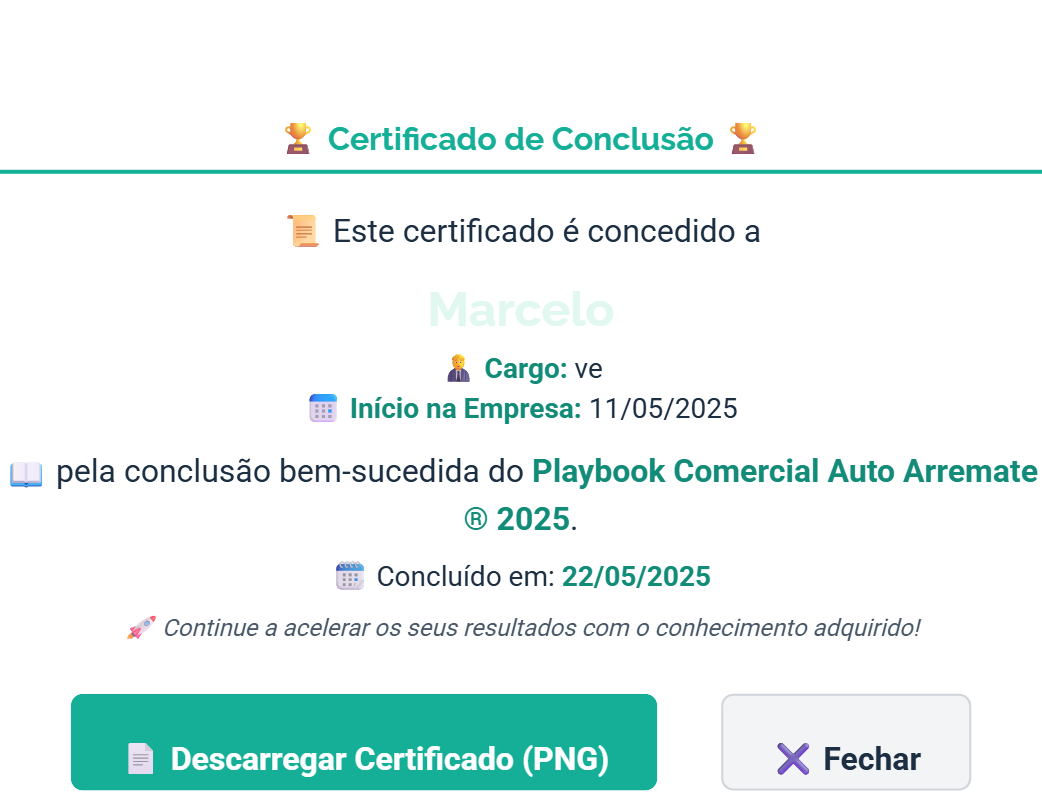 Certificado de Conclusão
Este certificado é concedido a
Marcelo
Cargo: ve
Início na Empresa: 11/05/2025
pela conclusão bem-sucedida do Playbook Comercial Auto Arremate
® 2025.
Concluído em: 22/05/2025
Continue a acelerar os seus resultados com o conhecimento adquirido!
Descarregar Certificado (PNG)
Fechar